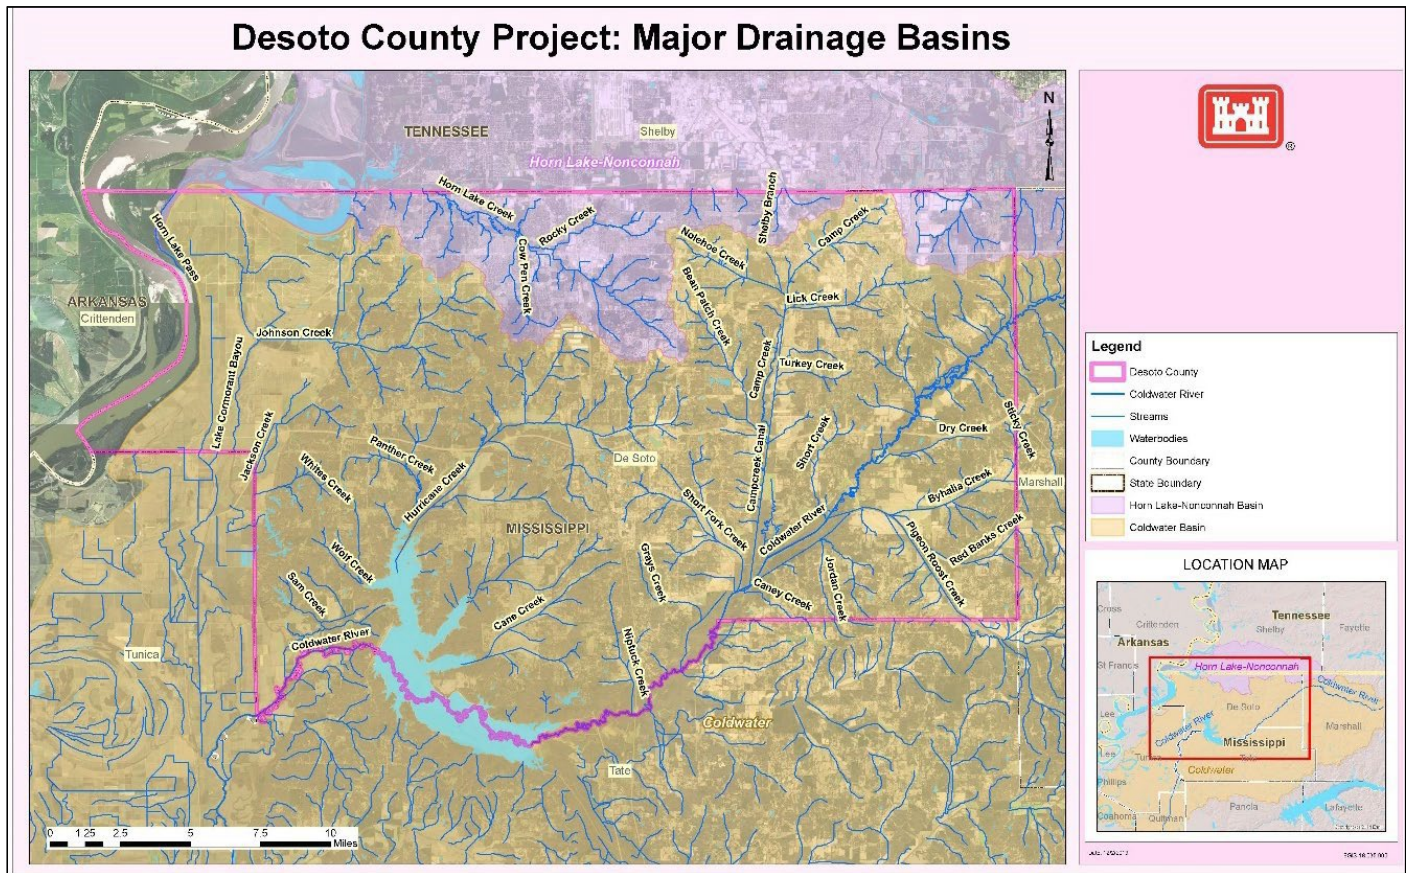 Desoto County Project: Major Drainage Basins
N
TENNESSEE
Shelby
Horn Lake-Nonconnah
Horn Lake Creek
Rocky Creek
Cow Pen Creek
Shelby Branch
Camp Creek
Nolehoe Creek
Horn Lake Pass
Bean Patch Creek
Lick Creek
ARKANSAS
Crittenden
Johnson Creek
Lake Cormorant Bayou
Camp Creek
Turkey Creek
Jackson Creek
Sticky Creek
Dry Creek
Short Creek
Panther Creek
Whites Creek
Hurricane Creek
De Soto
Campcreek Canal
Marshall
Byhalia Creek
Short Fork Creek
Coldwater River
MISSISSIPPI
Pigeon Roost Creek
Red Banks Creek
Wolf Creek
Grays Creek
Jordan Creek
Caney Creek
Sam Creek
Cane Creek
Coldwater River
Tunica
Nipluck Creek
Coldwater
Tate
0 1.25 2.5 5 7.5 10
Miles
®
Legend
Desoto County
Coldwater River
Streams
Waterbodies
County Boundary
State Boundary
Horn Lake-Nonconnah Basin
Coldwater Basin
LOCATION MAP
Cross
Crittenden
Tennessee
Shelby
Fayette
Arkansas
St Francis
Horn Lake-Nonconnah
Coldwater River
Lee
De Soto
Coldwater River
Marshall
Mississippi
Lee
Tunica
Tate
Coldwater
Phillips
Panola
Lafayette
Coahoma
Quitman